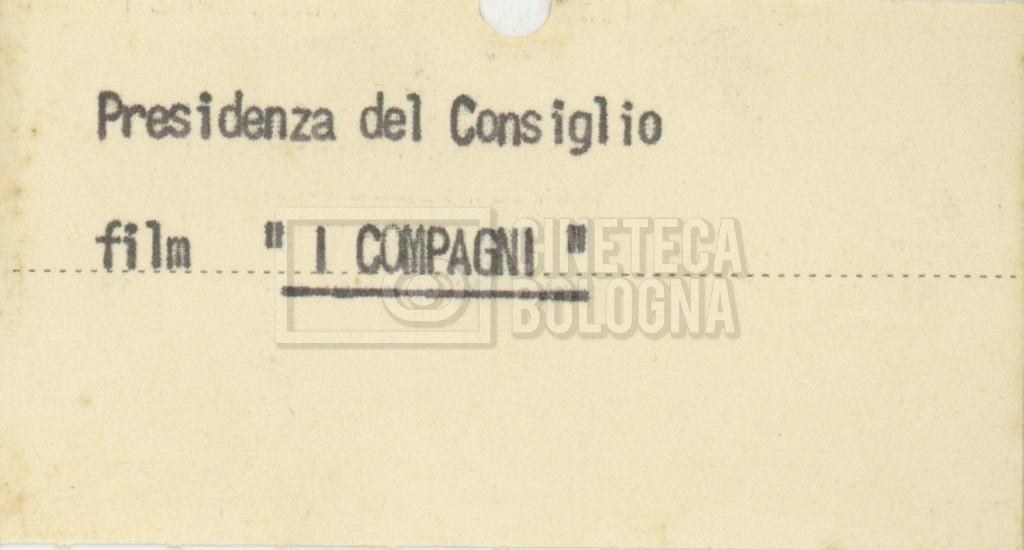 Presidenza del Consiglio
film " I COMPAGNI "
CINETECA
BOLOGNA